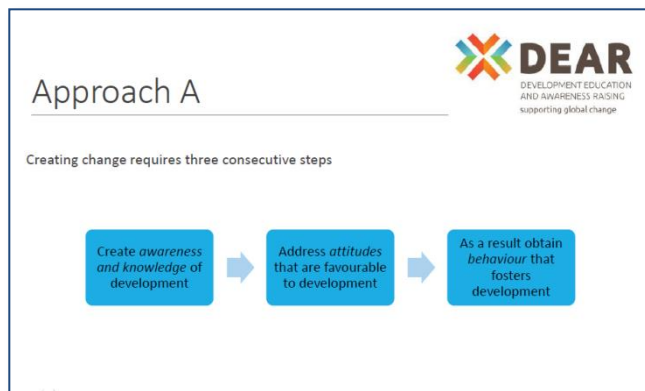 DEAR
DEVELOPMENT EDUCATION
AND AWARENESS RAISING
supporting global change
Approach A
Creating change requires three consecutive steps
Create awareness
and knowledge of
development
Address attitudes
that are favourable
to development
As a result obtain
behaviour that
fosters
development